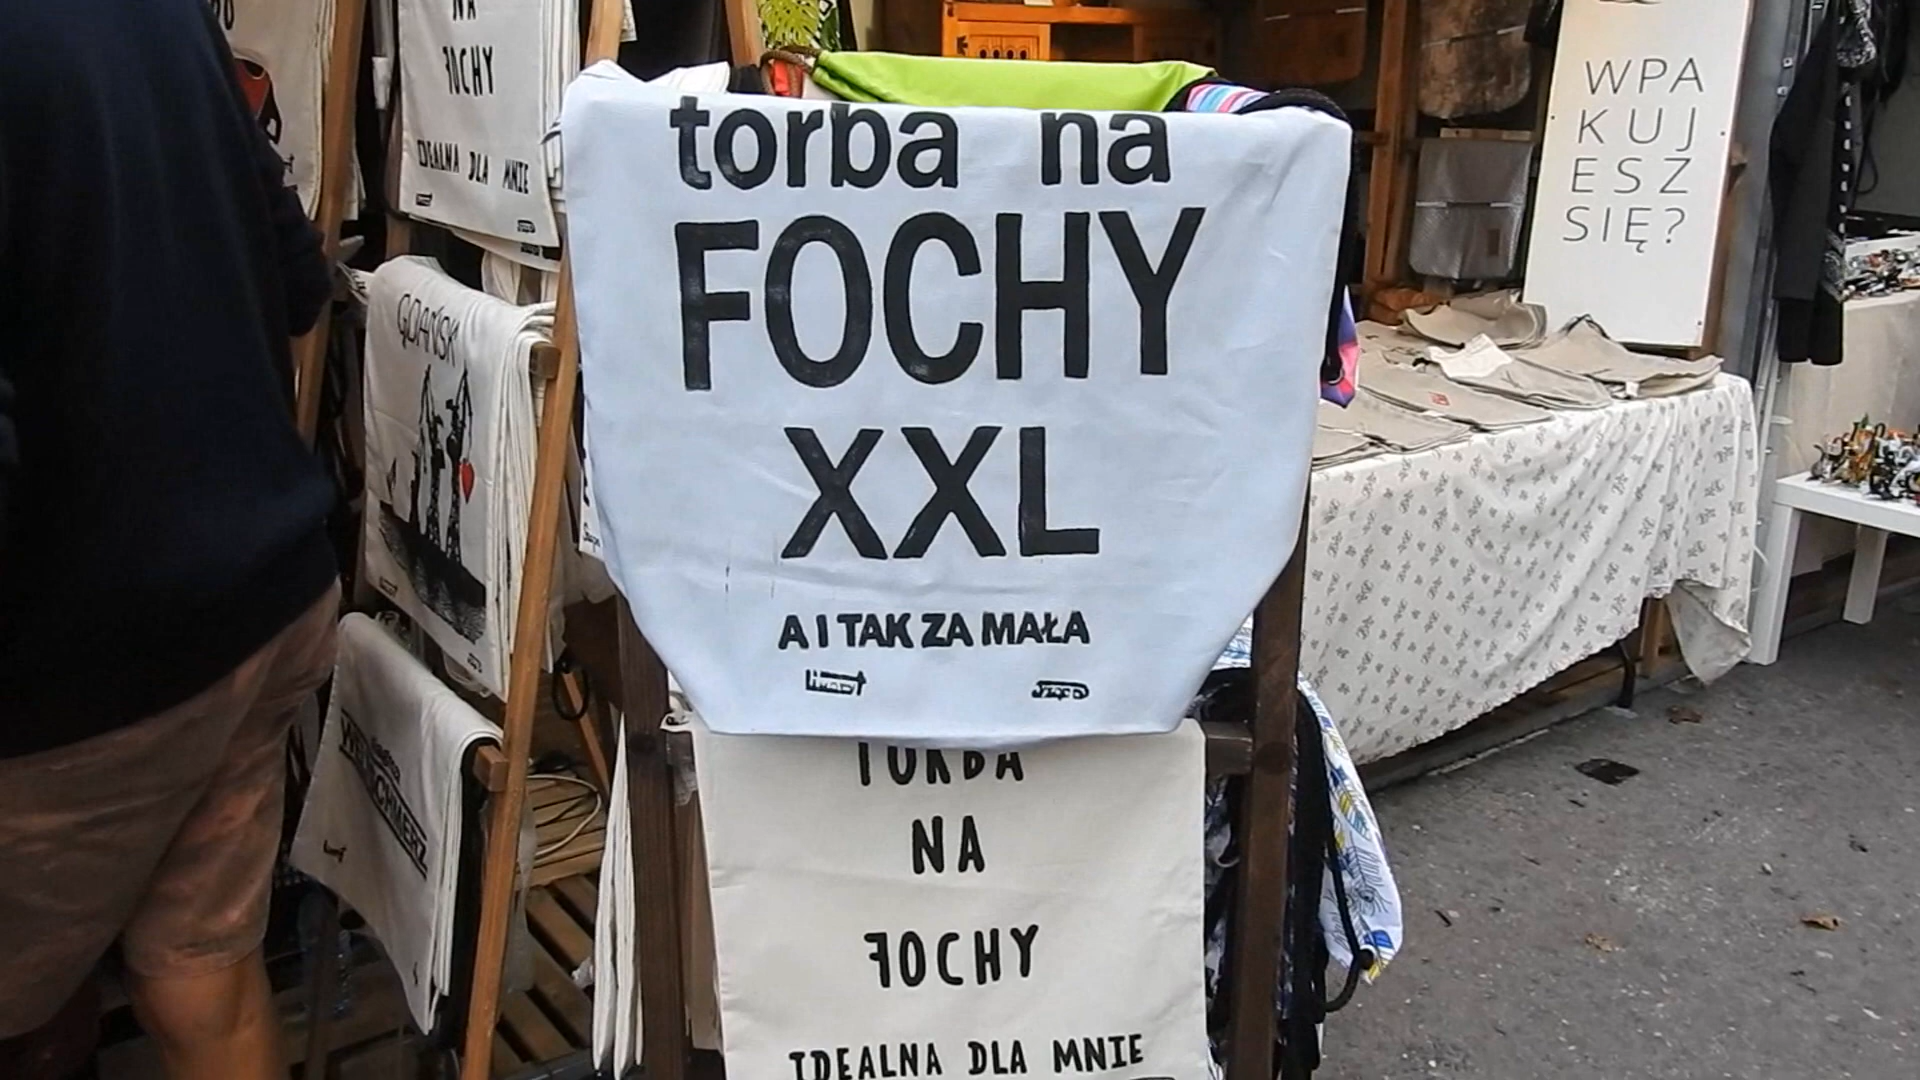 NA
FOCHY
IDEALNA DLA MNIE
GDAŃSK
torba na
FOCHY
XXL
A I TAK ZA MAŁA
TORBA
NA
FOCHY
IDEALNA DLA MNIE
WPA
KUJ
ESZ
SIĘ?